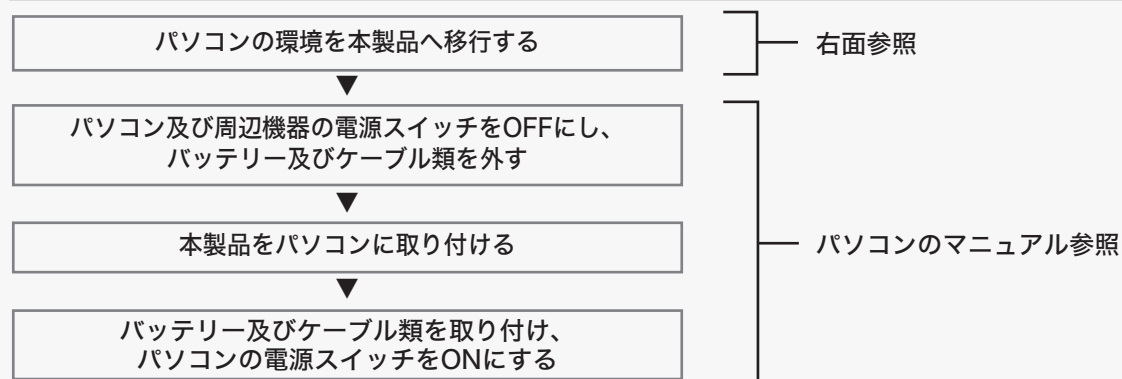 パソコンの環境を本製品へ移行する
右面参照
▼
パソコン及び周辺機器の電源スイッチをOFFにし、
バッテリー及びケーブル類を外す
▼
本製品をパソコンに取り付ける
パソコンのマニュアル参照
▼
バッテリー及びケーブル類を取り付け、
パソコンの電源スイッチをONにする